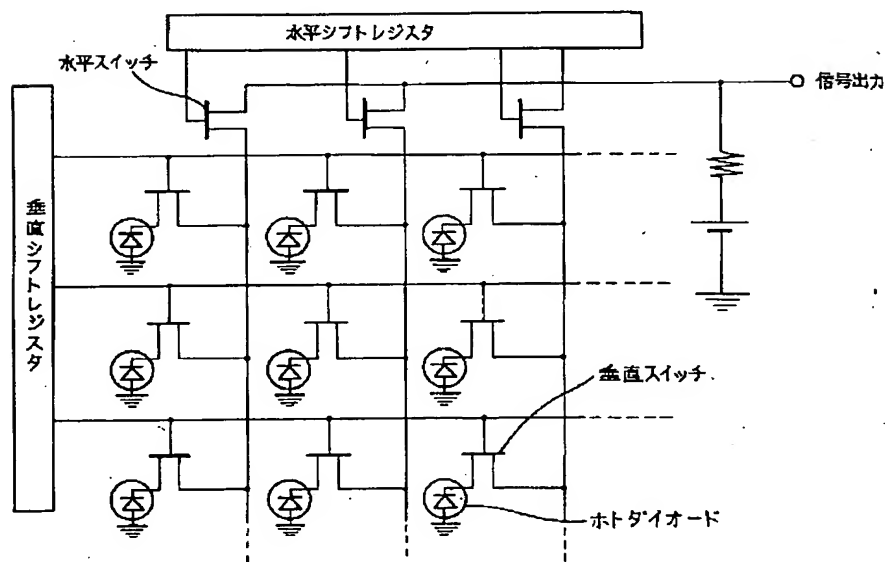 水平シフトレジスタ
水平スイッチ
信号出力
垂直シフトレジスタ
垂直スイッチ
ホトダイオード